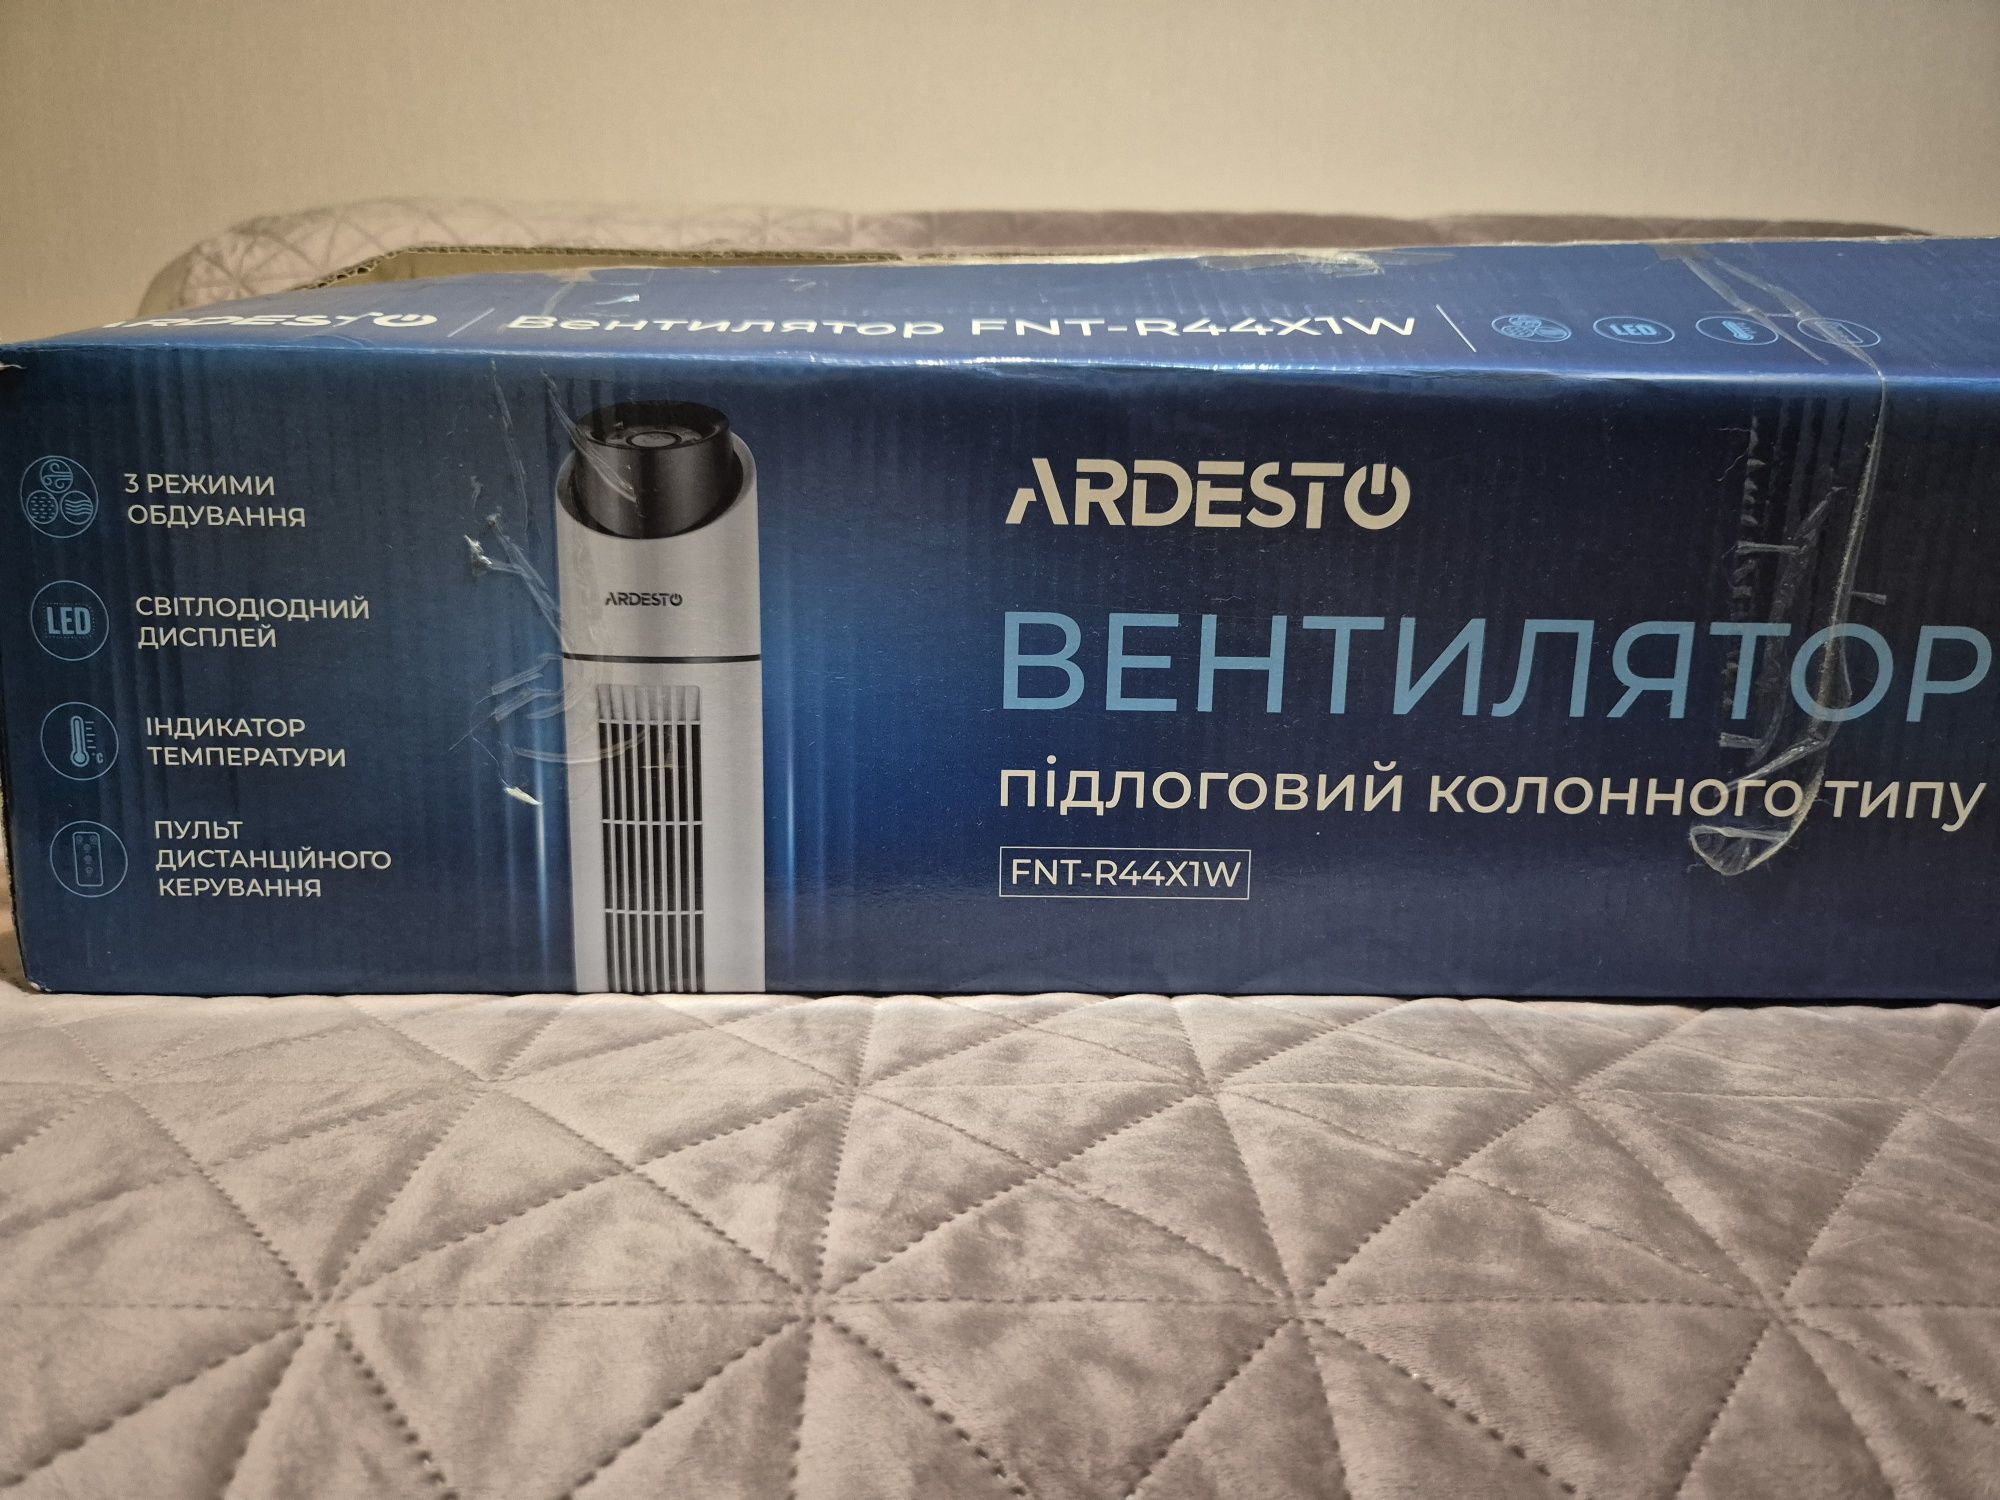 ARDESTO | Вентилятор FNT-R44X1W
LED
3 РЕЖИМИ
ОБДУВАННЯ
LED
СВІТЛОДІОДНИЙ
ДИСПЛЕЙ
°C
ІНДИКАТОР
ТЕМПЕРАТУРИ
ПУЛЬТ
ДИСТАНЦІЙНОГО
КЕРУВАННЯ
ARDESTO
ARDESTO
ВЕНТИЛЯТОР
підлоговий колонного типу
FNT-R44X1W